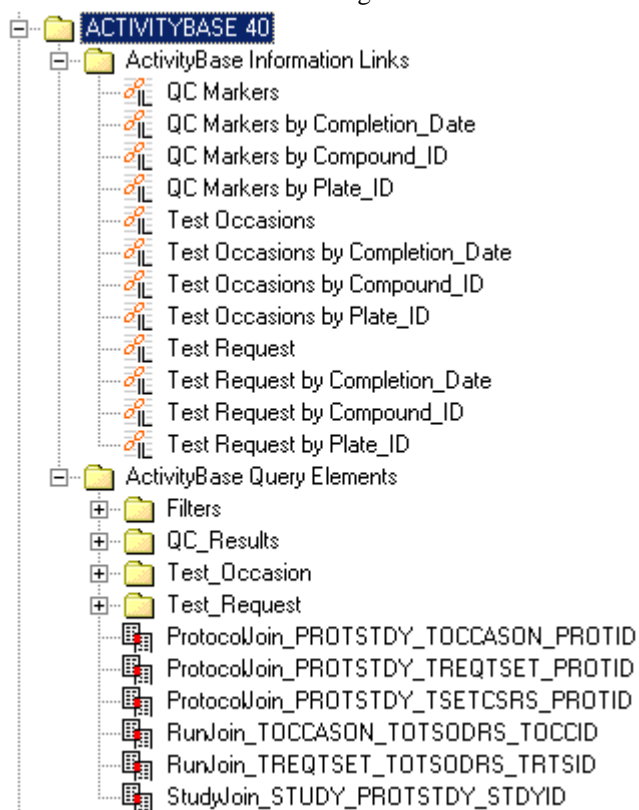 ACTIVITYBASE 40
ActivityBase Information Links
QC Markers
QC Markers by Completion_Date
QC Markers by Compound_ID
QC Markers by Plate_ID
Test Occasions
Test Occasions by Completion_Date
Test Occasions by Compound_ID
Test Occasions by Plate_ID
Test Request
Test Request by Completion_Date
Test Request by Compound_ID
Test Request by Plate_ID
ActivityBase Query Elements
Filters
QC_Results
Test_Occasion
Test_Request
ProtocolJoin_PROTSTDY_TOCCASON_PROTID
ProtocolJoin_PROTSTDY_TREQTSET_PROTID
ProtocolJoin_PROTSTDY_TSETCSRS_PROTID
RunJoin_TOCCASON_TOTSODRS_TOCCID
RunJoin_TREQTSET_TOTSODRS_TRTSID
StudyJoin_STUDY_PROTSTDY_STDYID